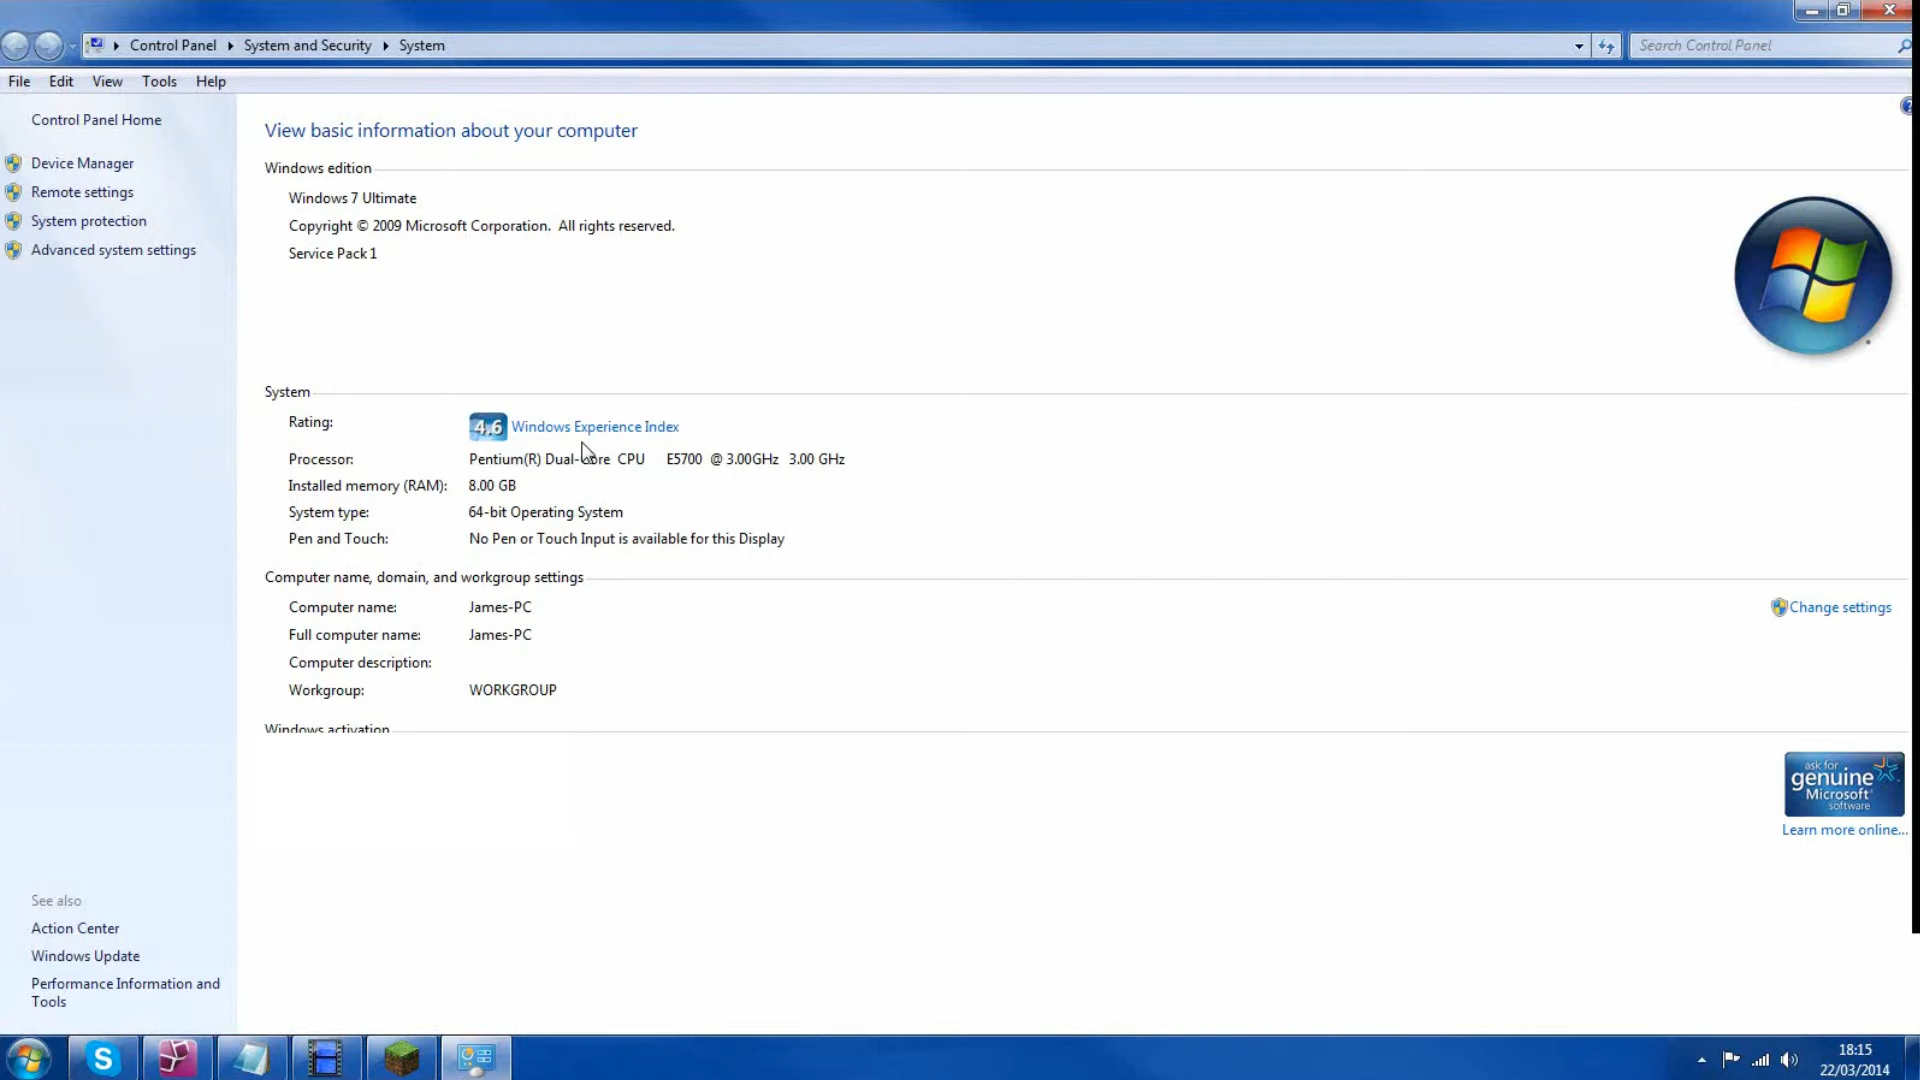 Control Panel System and Security System
Search Control Panel
File Edit View Tools Help
Control Panel Home
Device Manager
Remote settings
System protection
Advanced system settings
View basic information about your computer
Windows edition
Windows 7 Ultimate
Copyright © 2009 Microsoft Corporation. All rights reserved.
Service Pack 1
System
Rating: 4.6 Windows Experience Index
Processor: Pentium(R) Dual-Core CPU E5700 @ 3.00GHz 3.00 GHz
Installed memory (RAM): 8.00 GB
System type: 64-bit Operating System
Pen and Touch: No Pen or Touch Input is available for this Display
Computer name, domain, and workgroup settings
Computer name: James-PC
Change settings
Full computer name: James-PC
Computer description:
Workgroup: WORKGROUP
Windows activation
ask for
genuine
Microsoft
software
Learn more online...
See also
Action Center
Windows Update
Performance Information and
Tools
18:15
22/03/2014